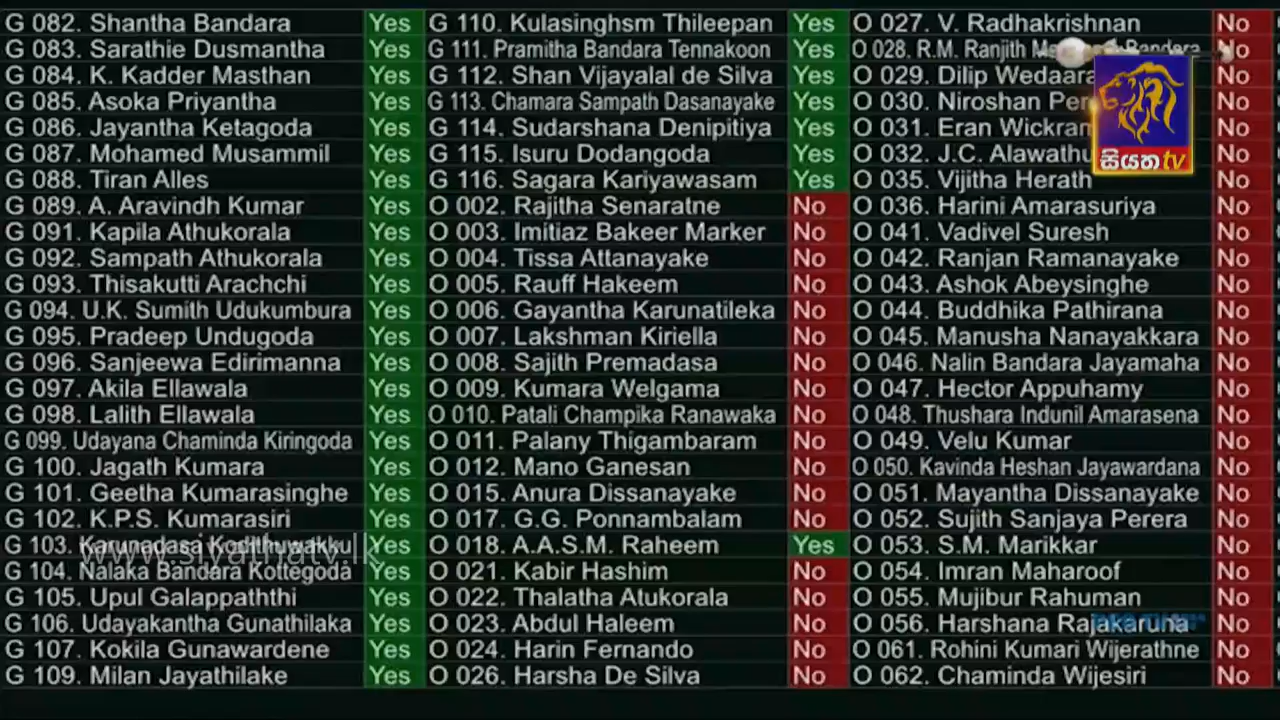 G 082. Shantha Bandara Yes G 110. Kulasinghsm Thileepan Yes O 027. V. Radhakrishnan No
G 083. Sarathie Dusmantha Yes G 111. Pramitha Bandara Tennakoon Yes O 028. R.M. Ranjith Bandara No
G 084. K. Kadder Masthan Yes G 112. Shan Vijayalal de Silva Yes O 029. Dilip No
G 085. Asoka Priyantha Yes G 113. Chamara Sampath Dasanayake Yes O 030. Niroshan No
G 086. Jayantha Ketagoda Yes G 114. Sudarshana Denipitiya Yes O 031. Eran No
G 087. Mohamed Musammil Yes G 115. Isuru Dodangoda Yes O 032. J.C. No
G 088. Tiran Alles Yes G 116. Sagara Kariyawasam Yes O 035. Vijitha Herath No
සියත tv
G 089. A. Aravindh Kumar Yes O 002. Rajitha Senaratne No O 036. Harini Amarasuriya No
G 091. Kapila Athukorala Yes O 003. Imitiaz Bakeer Marker No O 041. Vadivel Suresh No
G 092. Sampath Athukorala Yes O 004. Tissa Attanayake No O 042. Ranjan Ramanayake No
G 093. Thisakutti Arachchi Yes O 005. Rauff Hakeem No O 043. Ashok Abeysinghe No
G 094. U.K. Sumith Udukumbura Yes O 006. Gayantha Karunatileka No O 044. Buddhika Pathirana No
G 095. Pradeep Undugoda Yes O 007. Lakshman Kiriella No O 045. Manusha Nanayakkara No
G 096. Sanjeewa Edirimanna Yes O 008. Sajith Premadasa No O 046. Nalin Bandara Jayamaha No
G 097. Akila Ellawala Yes O 009. Kumara Welgama No O 047. Hector Appuhamy No
G 098. Lalith Ellawala Yes O 010. Patali Champika Ranawaka No O 048. Thushara Indunil Amarasena No
G 099. Udayana Chaminda Kiringoda Yes O 011. Palany Thigambaram No O 049. Velu Kumar No
G 100. Jagath Kumara Yes O 012. Mano Ganesan No O 050. Kavinda Heshan Jayawardana No
G 101. Geetha Kumarasinghe Yes O 015. Anura Dissanayake No O 051. Mayantha Dissanayake No
G 102. K.P.S. Kumarasiri Yes O 017. G.G. Ponnambalam No O 052. Sujith Sanjaya Perera No
G 103. Karunadasa Kodithuwakku Yes O 018. A.A.S.M. Raheem Yes O 053. S.M. Marikkar No
www.siyathatv.lk
G 104. Nalaka Bandara Kottegoda Yes O 021. Kabir Hashim No O 054. Imran Maharoof No
G 105. Upul Galappaththi Yes O 022. Thalatha Atukorala No O 055. Mujibur Rahuman No
G 106. Udayakantha Gunathilaka Yes O 023. Abdul Haleem No O 056. Harshana Rajakaruna No
G 107. Kokila Gunawardene Yes O 024. Harin Fernando No O 061. Rohini Kumari Wijerathne No
G 109. Milan Jayathilake Yes O 026. Harsha De Silva No O 062. Chaminda Wijesiri No